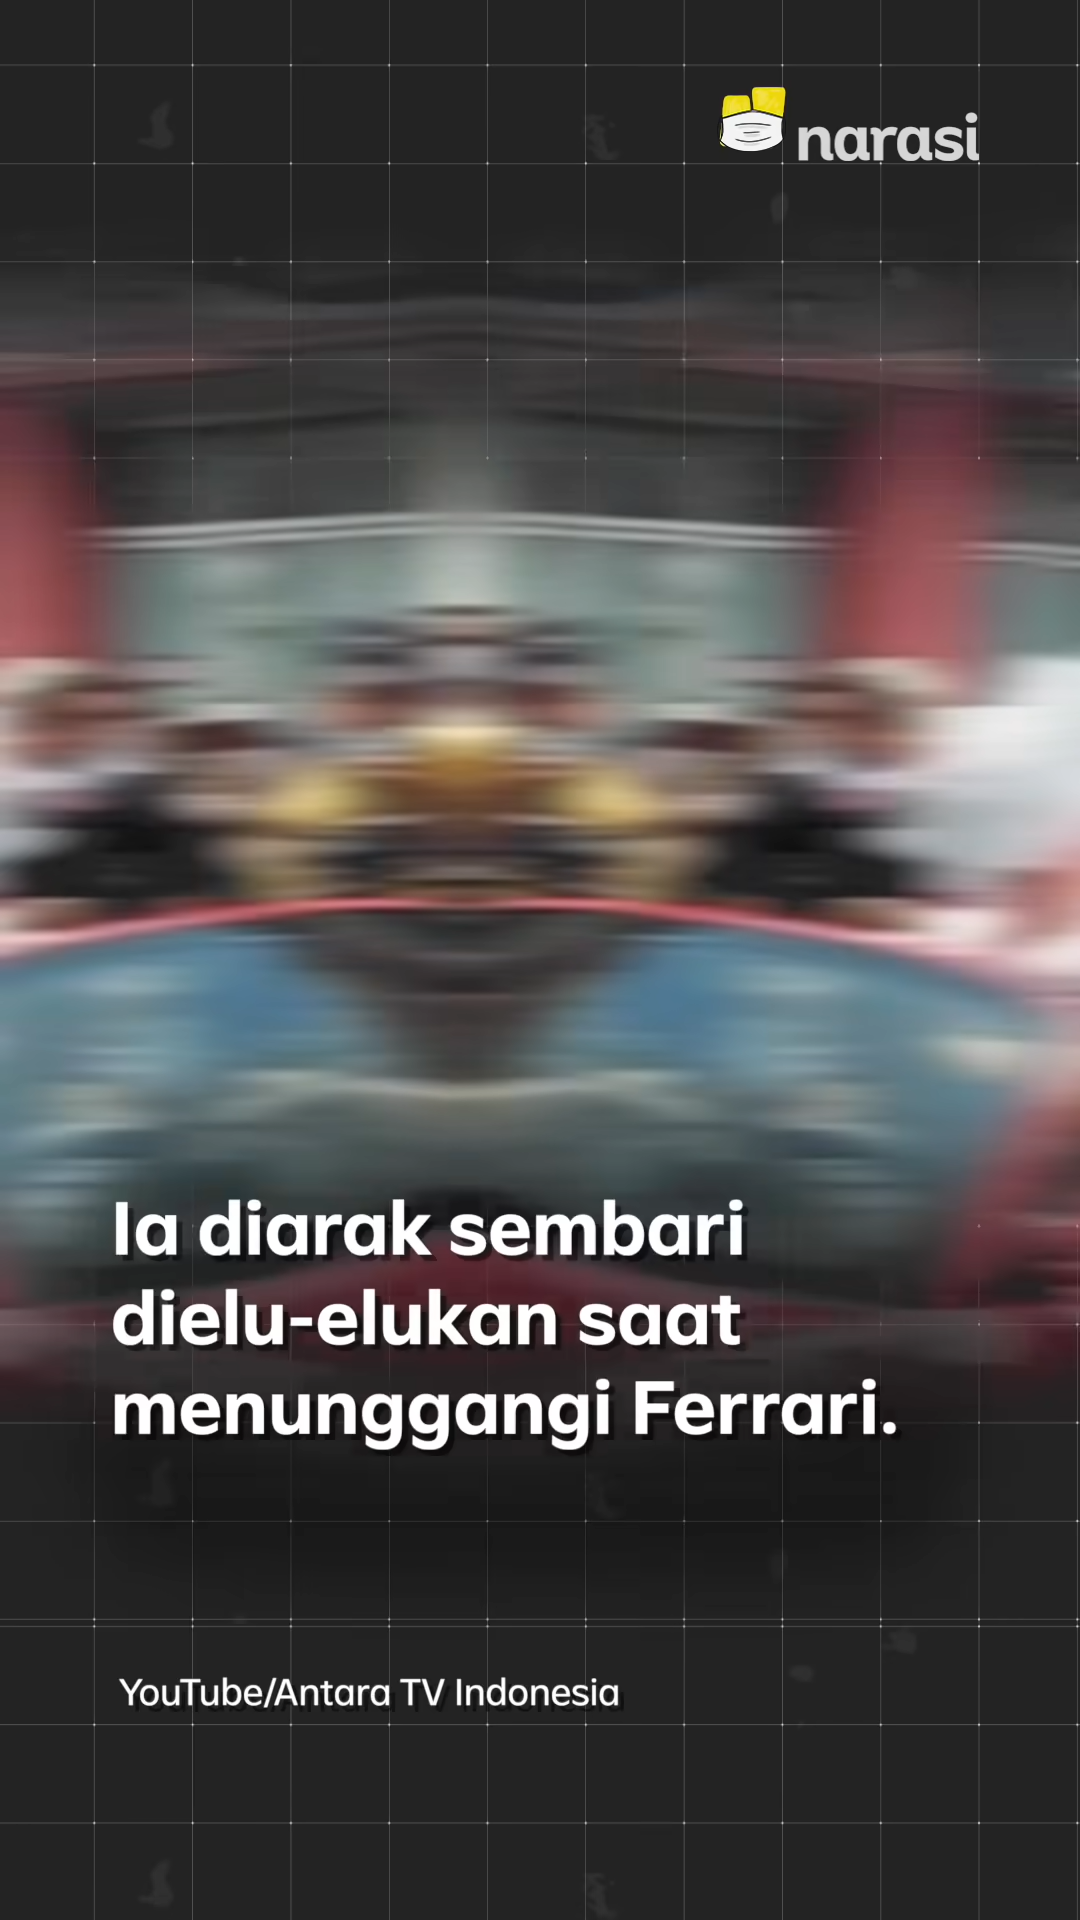 narasi
Ia diarak sembari
dielu-elukan saat
menunggangi Ferrari.
YouTube/Antara TV Indonesia